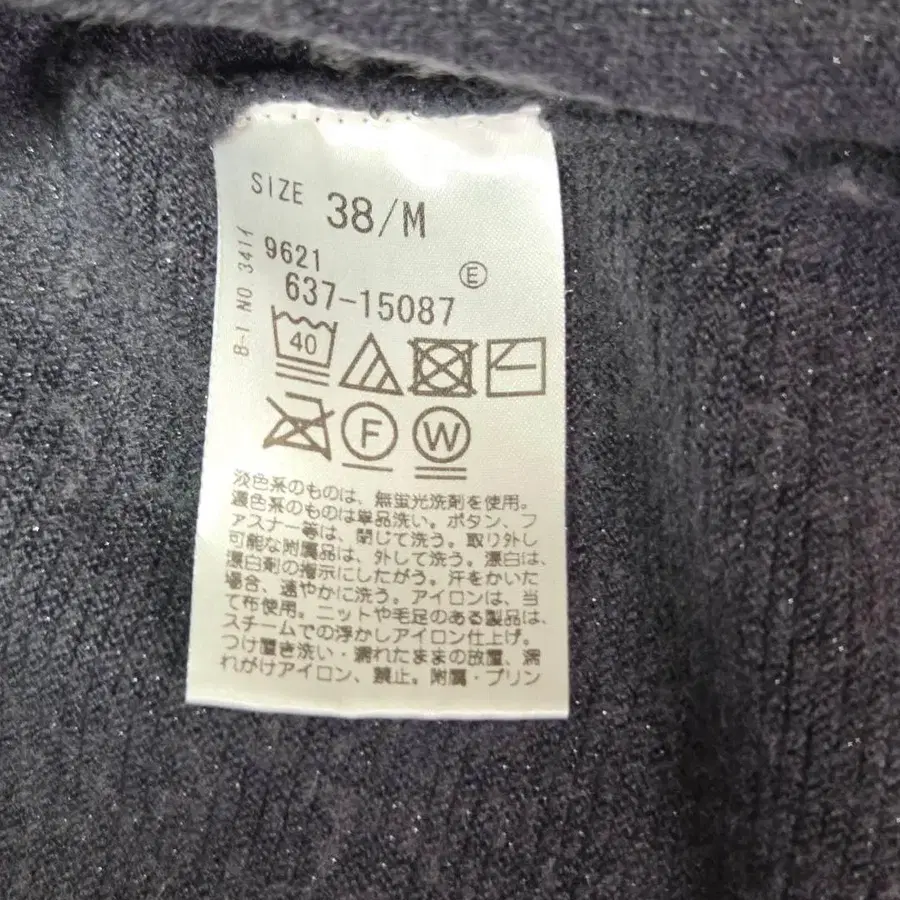 SIZE 38/M
9621
637-15087
E
B-1 NO.3411
40
F W
淡色系のものは、無蛍光洗剤を使用。
濃色系のものは単品洗い。ボタン、フ
ァスナー等は、閉じて洗う。取り外し
可能な附属品は、外して洗う。漂白は、
漂白剤の指示にしたがう。汗をかいた
場合、速やかに洗う。アイロンは、当
て布使用。ニットや毛足のある製品は、
スチームでの浮かしアイロン仕上げ。
つけ置き洗い・濡れたままの放置、濡
れがけアイロン、禁止。附属・プリン